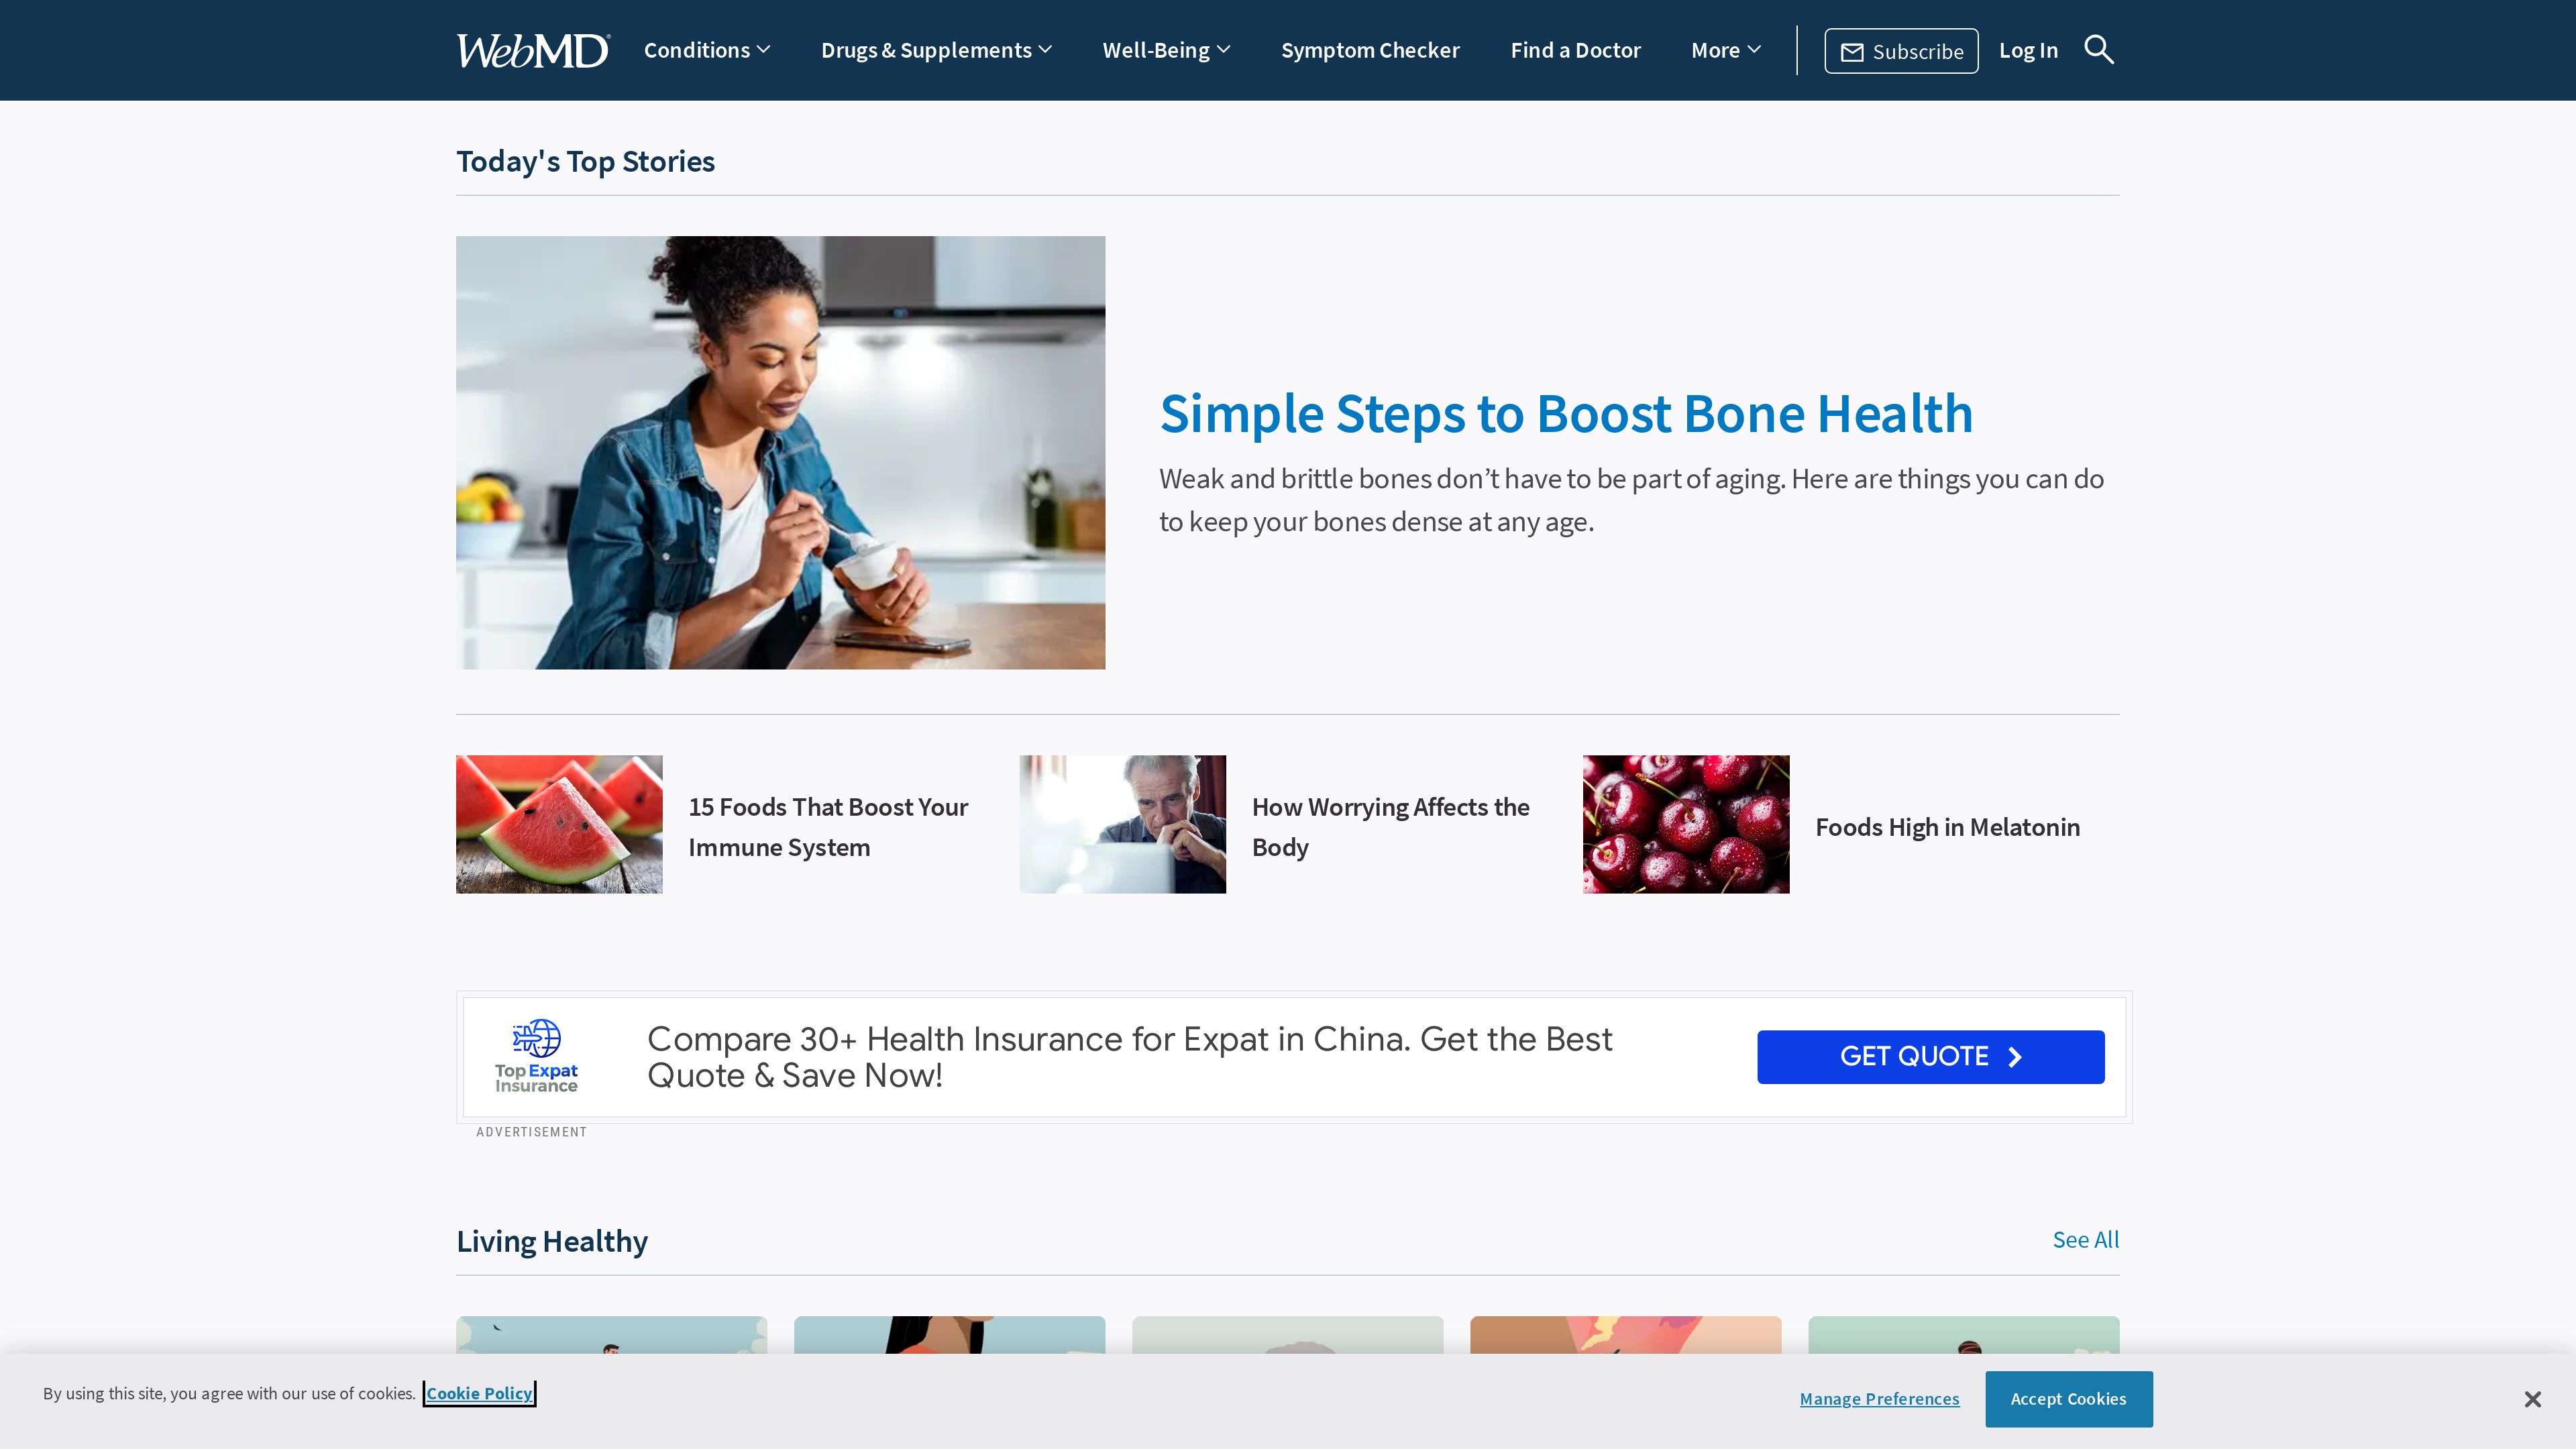 WebMD®
Conditions
Drugs & Supplements
Well-Being
Symptom Checker
Find a Doctor
More
Subscribe
Log In
Today's Top Stories
Simple Steps to Boost Bone Health
Weak and brittle bones don’t have to be part of aging. Here are things you can do
to keep your bones dense at any age.
15 Foods That Boost Your
Immune System
How Worrying Affects the
Body
Foods High in Melatonin
Top Expat
Insurance
Compare 30+ Health Insurance for Expat in China. Get the Best
Quote & Save Now!
GET QUOTE
ADVERTISEMENT
Living Healthy
See All
By using this site, you agree with our use of cookies. Cookie Policy
Manage Preferences
Accept Cookies